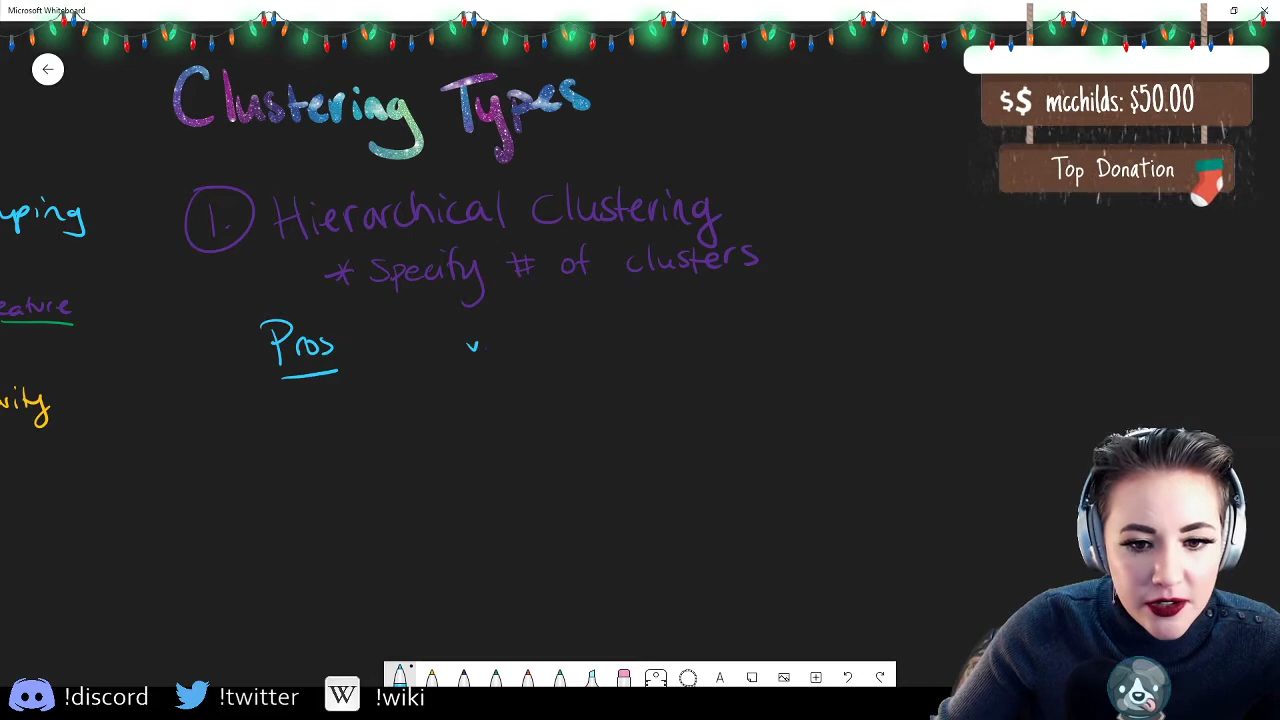 Microsoft Whiteboard
Clustering Types
1. Hierarchical Clustering
* Specify # of clusters
Pros
$$ mcchilds: $50.00
Top Donation
uping
eature
vity
!discord
!twitter
W !wiki